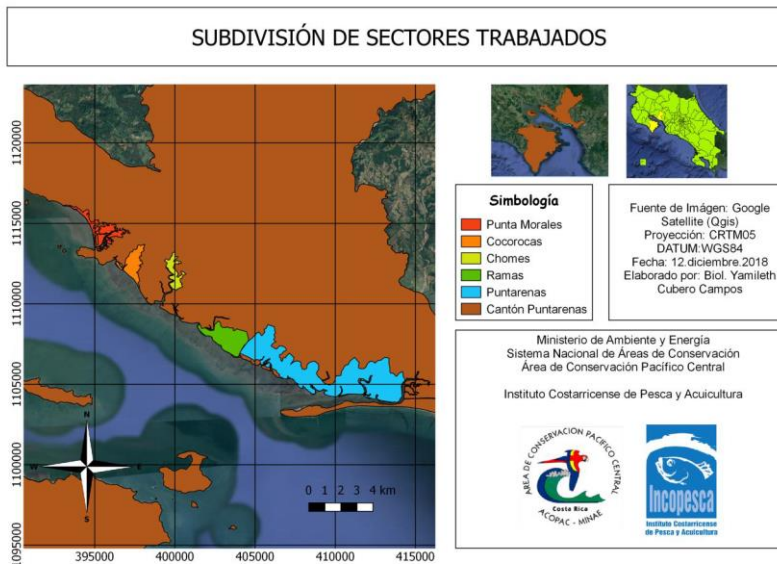 SUBDIVISIÓN DE SECTORES TRABAJADOS
1120000
1115000
1110000
1105000
1100000
1095000
395000
400000
405000
410000
415000
N
W
E
S
0 1 2 3 4 km
Simbología
Punta Morales
Cocorocas
Chomes
Ramas
Puntarenas
Cantón Puntarenas
Fuente de Imágen: Google
Satellite (Qgis)
Proyección: CRTM05
DATUM:WGS84
Fecha: 12.diciembre.2018
Elaborado por: Biol. Yamileth
Cubero Campos
Ministerio de Ambiente y Energía
Sistema Nacional de Áreas de Conservación
Área de Conservación Pacífico Central
Instituto Costarricense de Pesca y Acuicultura
AREA DE CONSERVACION PACIFICO CENTRAL
Costa Rica
ACOPAC - MINAE
Incopesca
Instituto Costarricense
de Pesca y Acuicultura